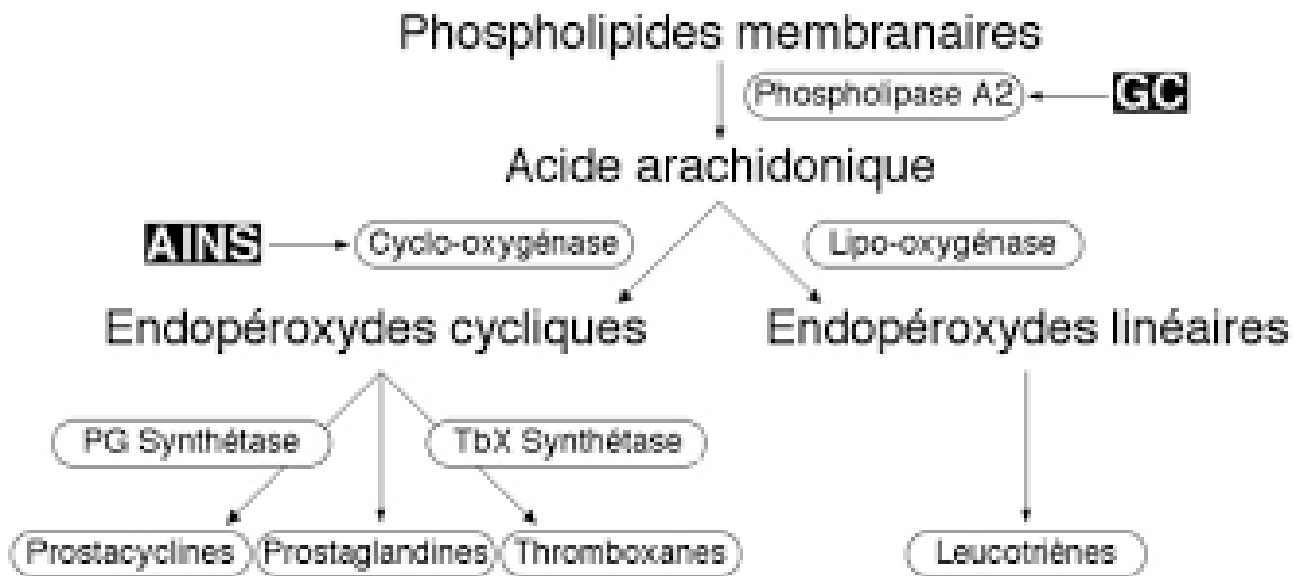 Phospholipides membranaires
Phospholipase A2 GC
Acide arachidonique
AINS Cyclo-oxygénase Lipo-oxygénase
Endopéroxydes cycliques Endopéroxydes linéaires
PG Synthétase TbX Synthétase
Prostacyclines Prostaglandines Thromboxanes Leucotriènes